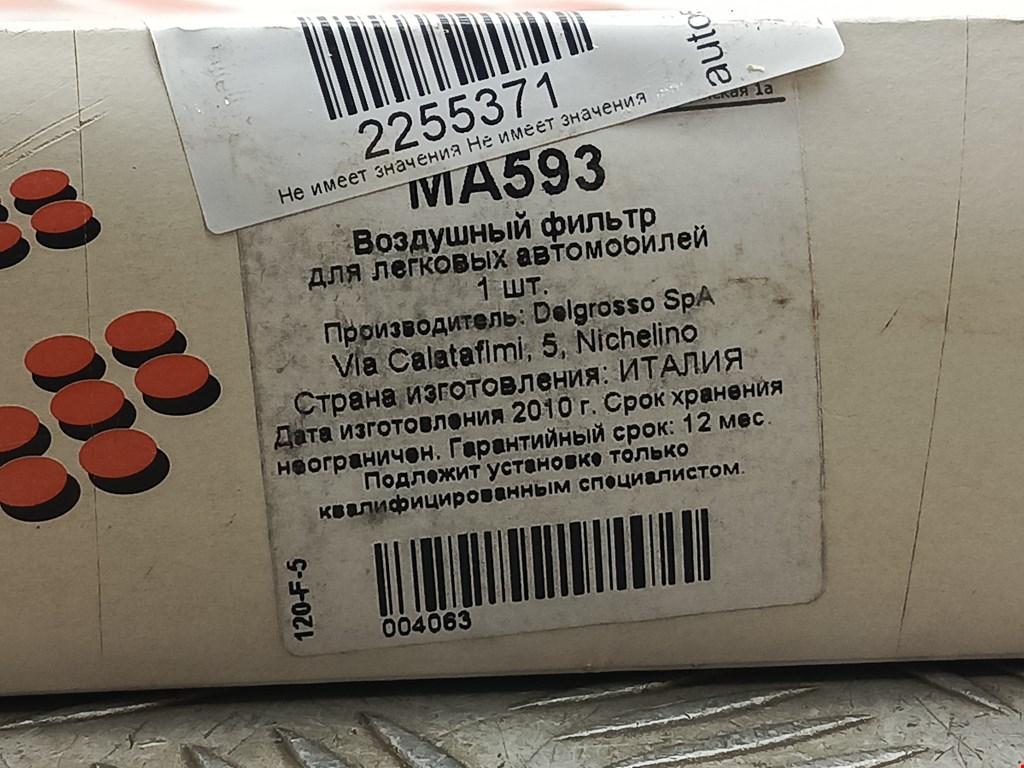 2255371
Не имеет значения Не имеет значения
auto
1а
MA593
Воздушный фильтр
для легковых автомобилей
1 шт.
Производитель: Delgrosso SpA
Via Calatafimi, 5, Nichelino
Страна изготовления: ИТАЛИЯ
Дата изготовления 2010 г. Срок хранения
неограничен. Гарантийный срок: 12 мес.
Подлежит установке только
квалифицированным специалистом.
120-F-5
004063